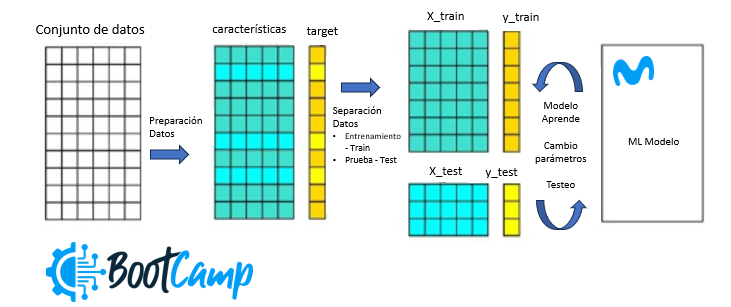 Conjunto de datos
características
target
X_train
y_train
Preparación
Datos
Separación
Datos
• Entrenamiento
- Train
• Prueba - Test
Modelo
Aprende
Cambio
parámetros
Testeo
ML Modelo
X_test
y_test
BootCamp